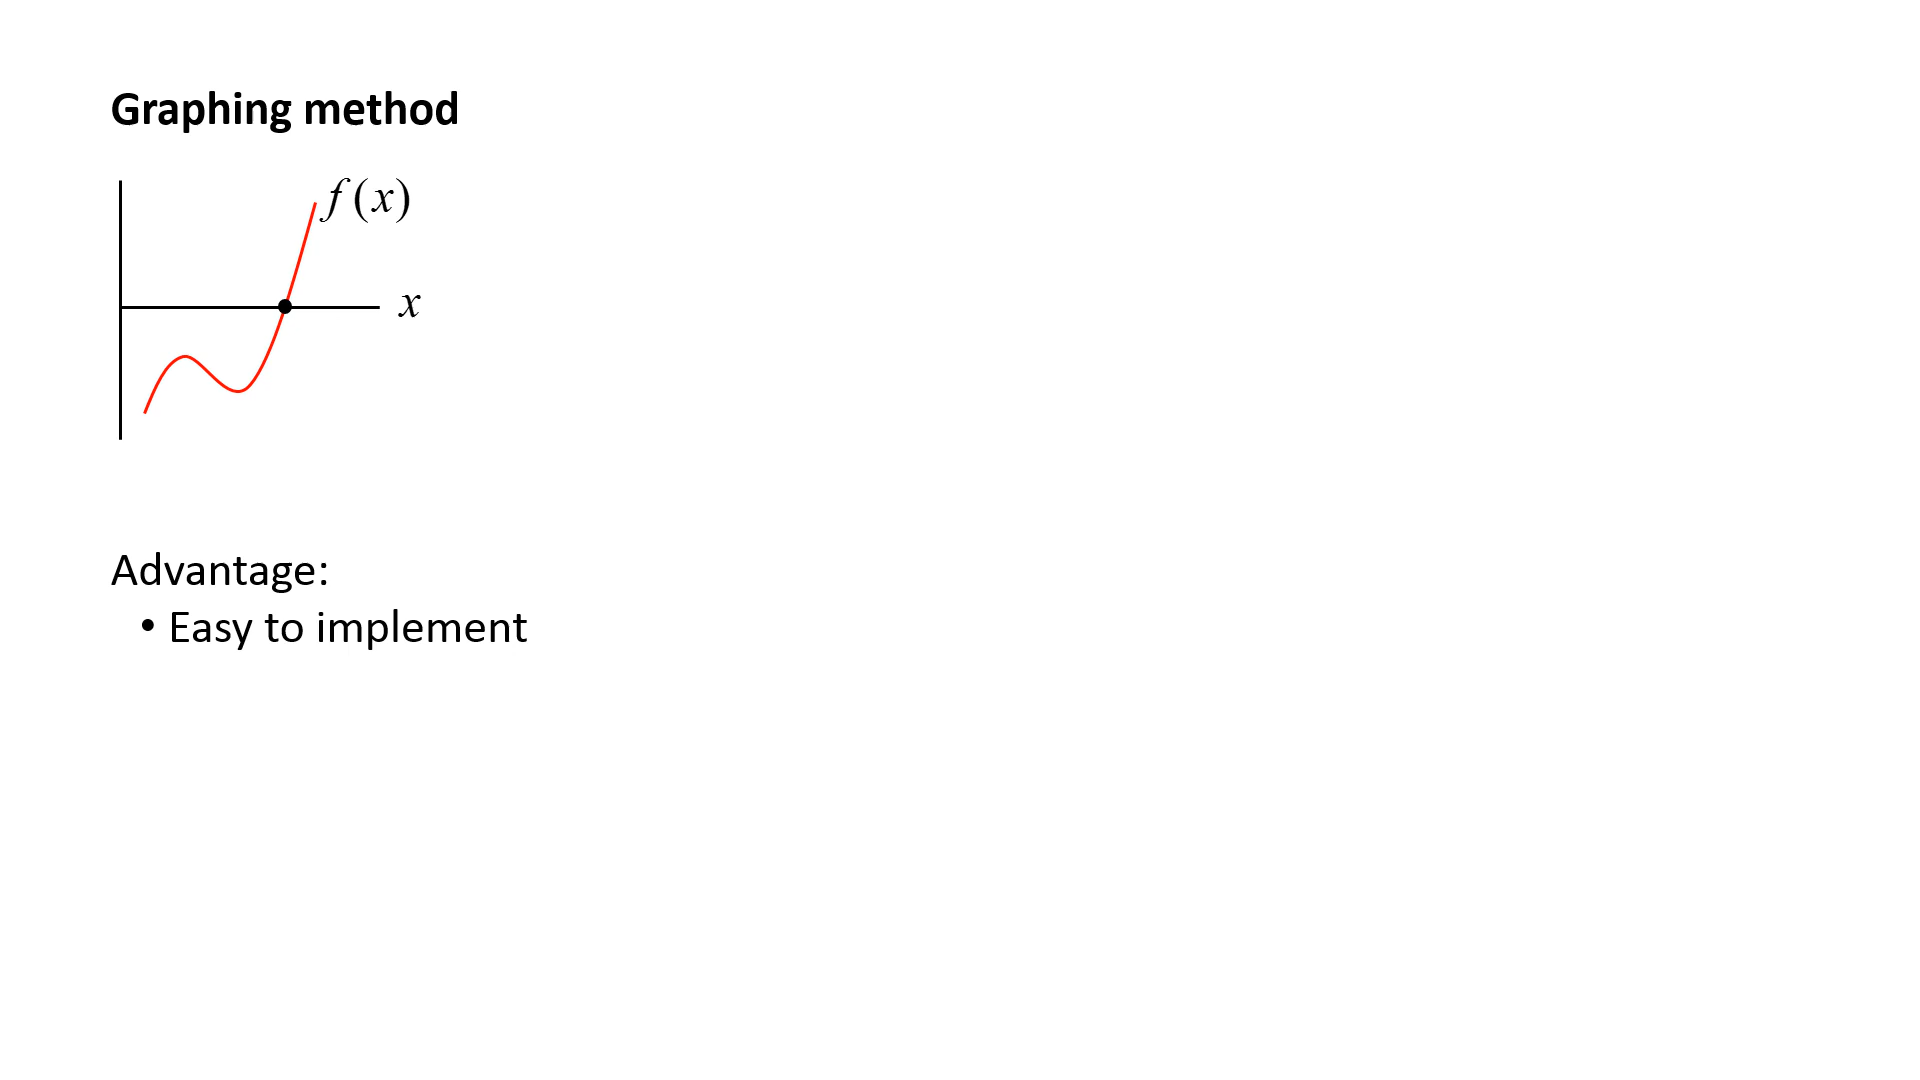 Graphing method
f(x)
x
Advantage:
• Easy to implement